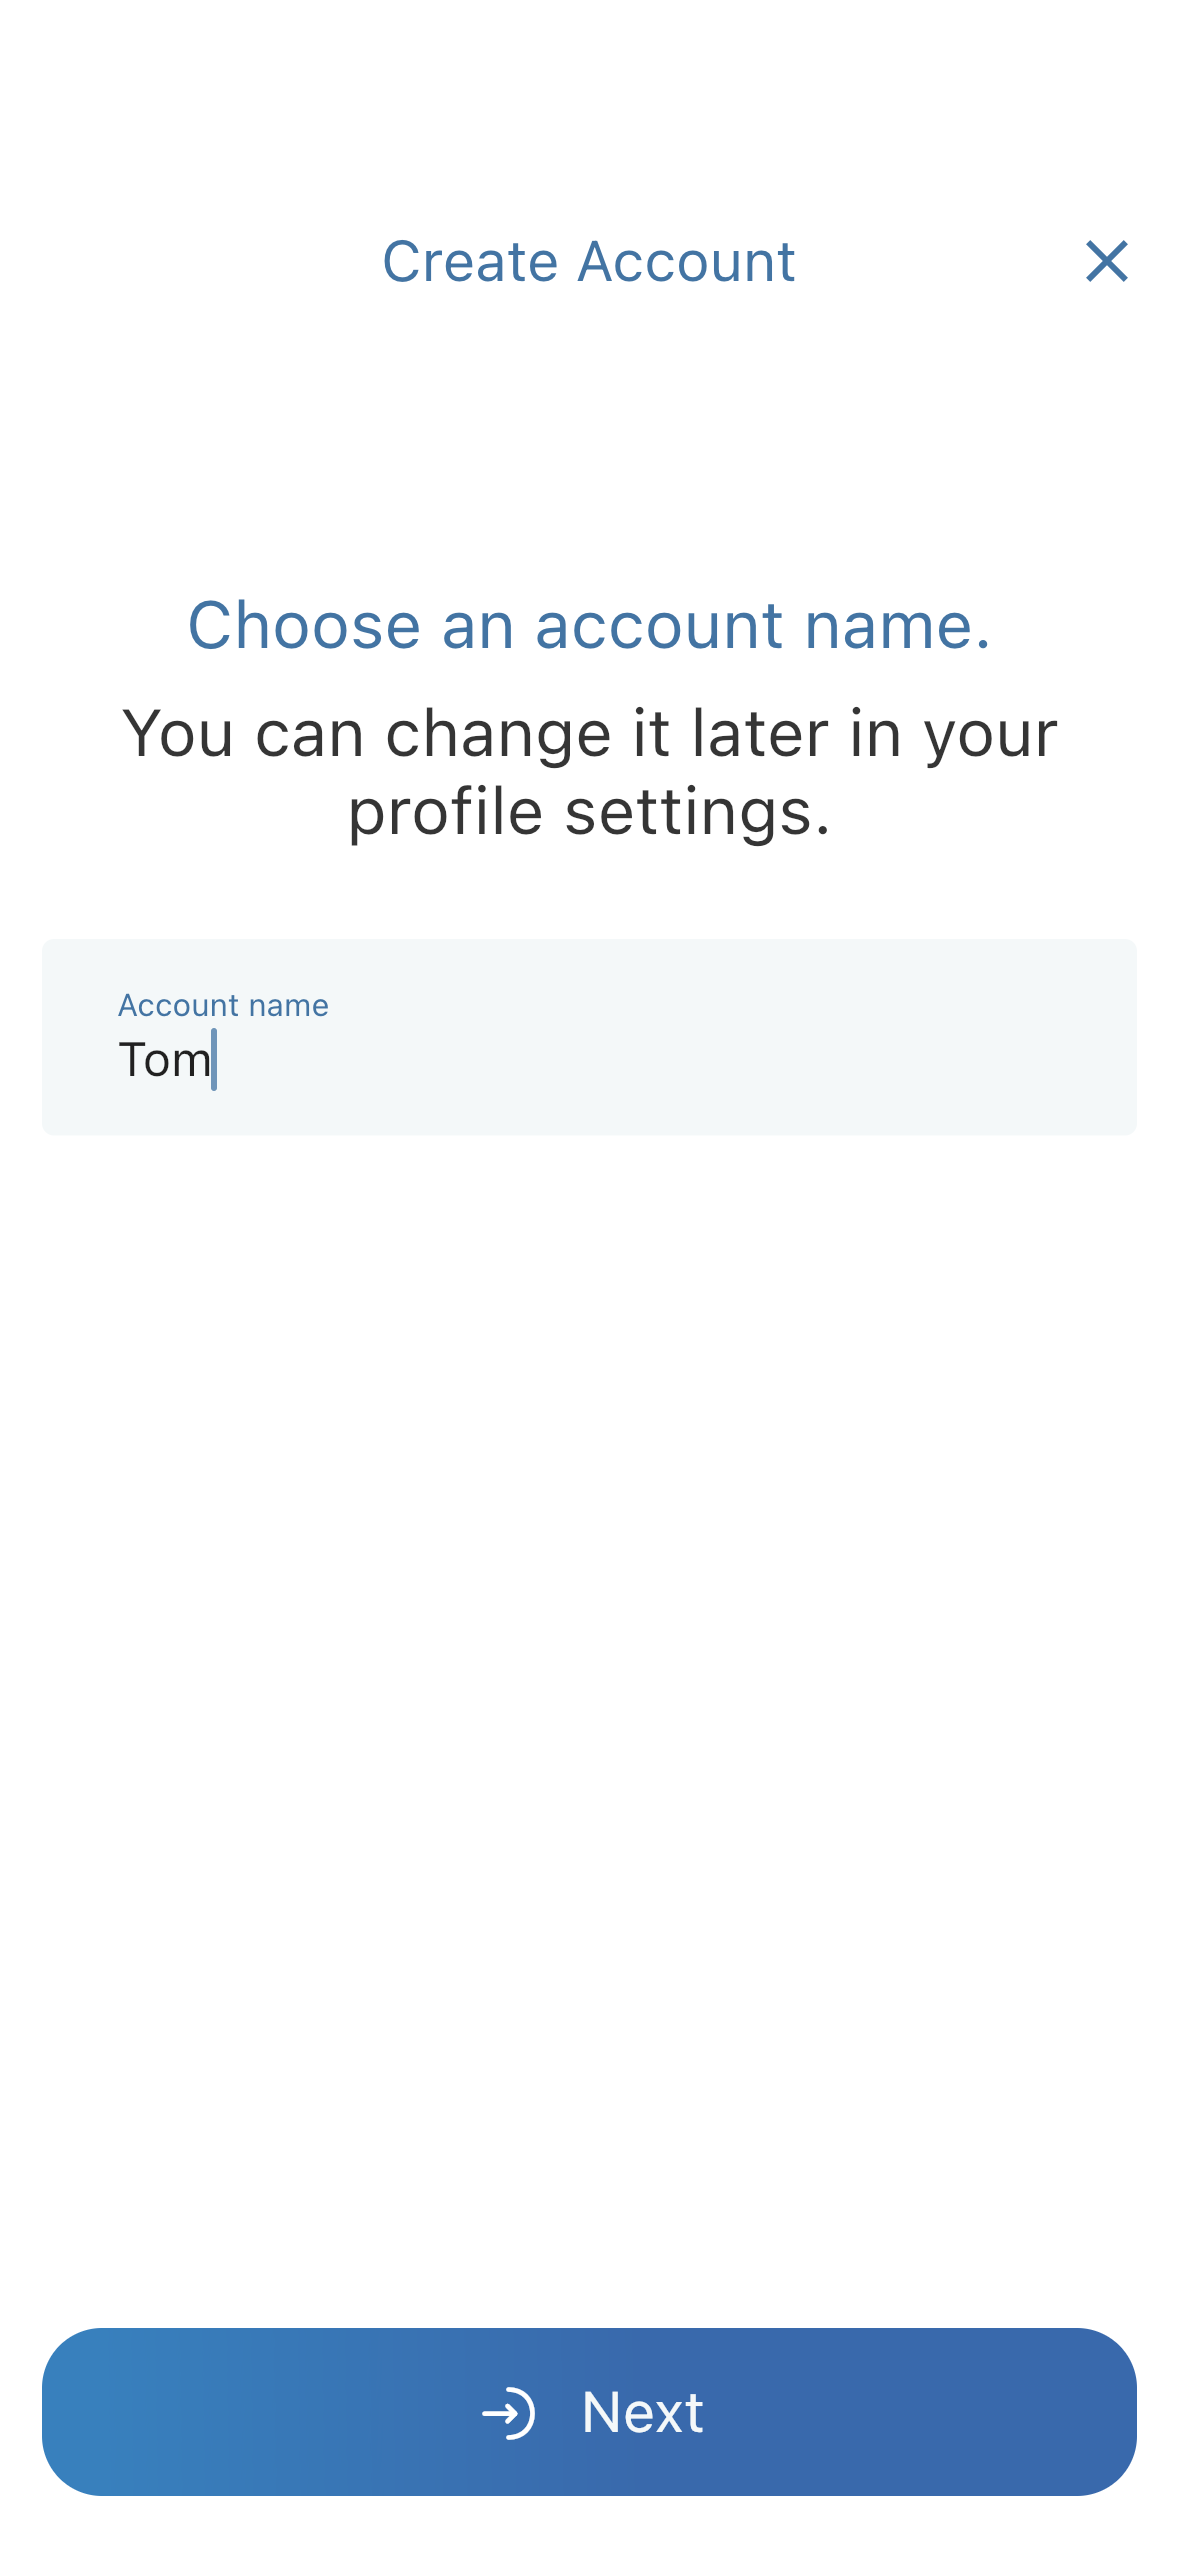 Create Account
Choose an account name.
You can change it later in your
profile settings.
Account name
Tom
Next